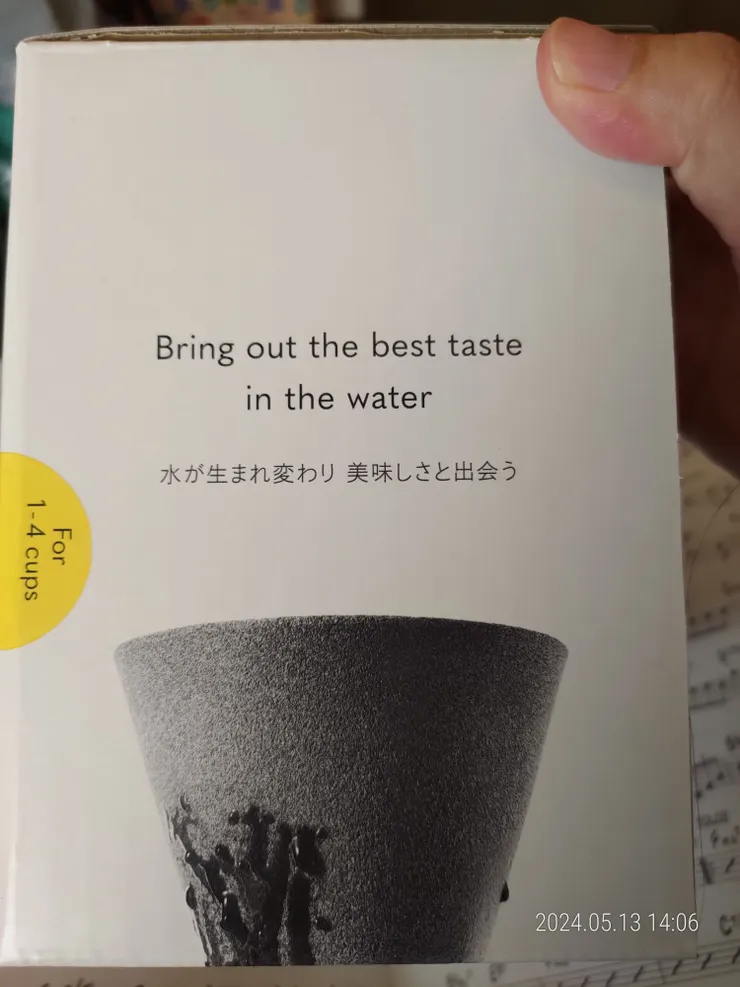 Bring out the best taste
in the water
水が生まれ変わり 美味しさと出会う
For
1-4 cups
2024.05.13 14:06